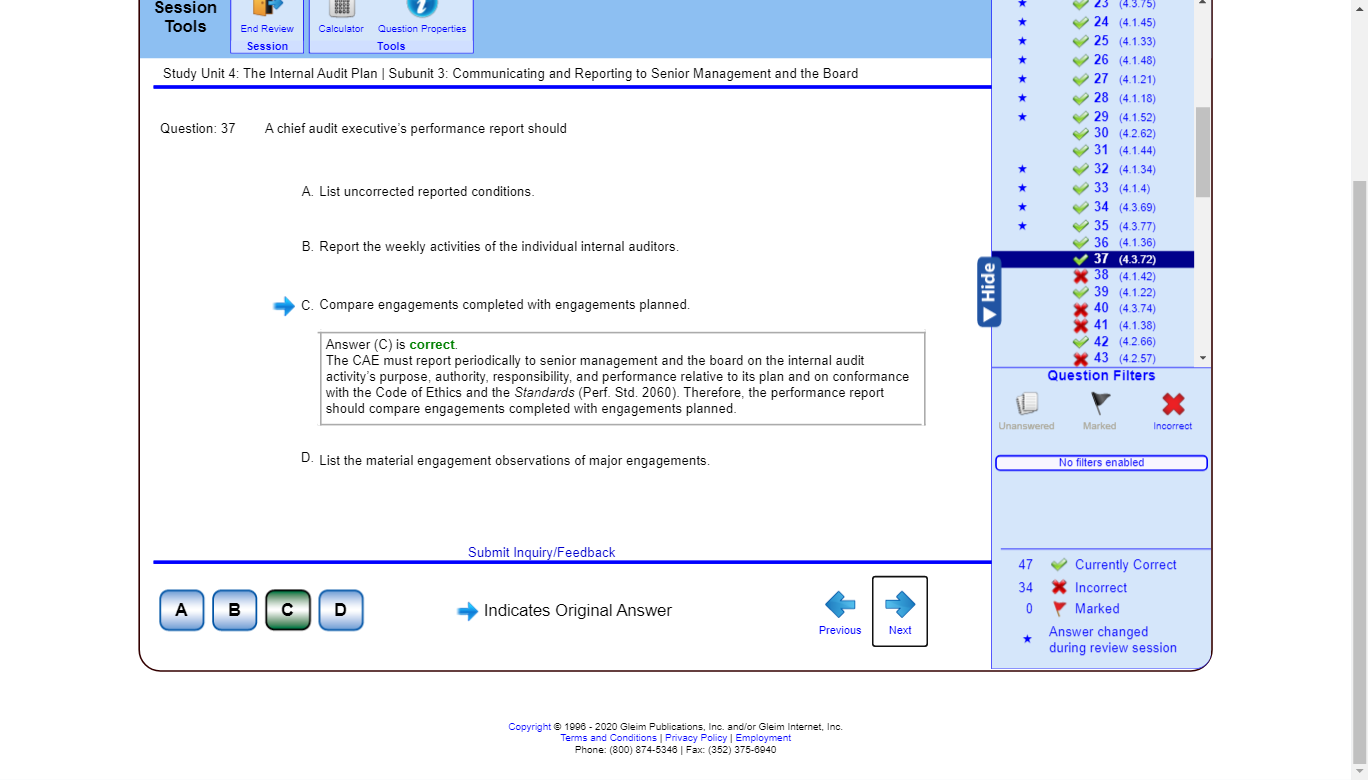 Session
Tools
End Review
Session
Calculator
Question Properties
Tools
Study Unit 4: The Internal Audit Plan | Subunit 3: Communicating and Reporting to Senior Management and the Board
Question: 37
A chief audit executive's performance report should
A. List uncorrected reported conditions.
B. Report the weekly activities of the individual internal auditors.
C. Compare engagements completed with engagements planned.
Answer (C) is correct.
The CAE must report periodically to senior management and the board on the internal audit
activity's purpose, authority, responsibility, and performance relative to its plan and on conformance
with the Code of Ethics and the Standards (Perf. Std. 2060). Therefore, the performance report
should compare engagements completed with engagements planned.
D. List the material engagement observations of major engagements.
Submit Inquiry/Feedback
A
B
C
D
Indicates Original Answer
Previous
Next
23 (4.3.75)
24 (4.1.45)
25 (4.1.33)
26 (4.1.48)
27 (4.1.21)
28 (4.1.18)
29 (4.1.52)
30 (4.2.62)
31 (4.1.44)
32 (4.1.34)
33 (4.1.4)
34 (4.3.69)
35 (4.3.77)
36 (4.1.36)
37 (4.3.72)
38 (4.1.42)
39 (4.1.22)
40 (4.3.74)
41 (4.1.38)
42 (4.2.66)
43 (4.2.57)
Hide
Question Filters
Unanswered
Marked
Incorrect
No filters enabled
47 Currently Correct
34 Incorrect
0 Marked
Answer changed
during review session
Copyright © 1996 - 2020 Gleim Publications, Inc. and/or Gleim Internet, Inc.
Terms and Conditions | Privacy Policy | Employment
Phone: (800) 874-5346 | Fax: (352) 375-6940